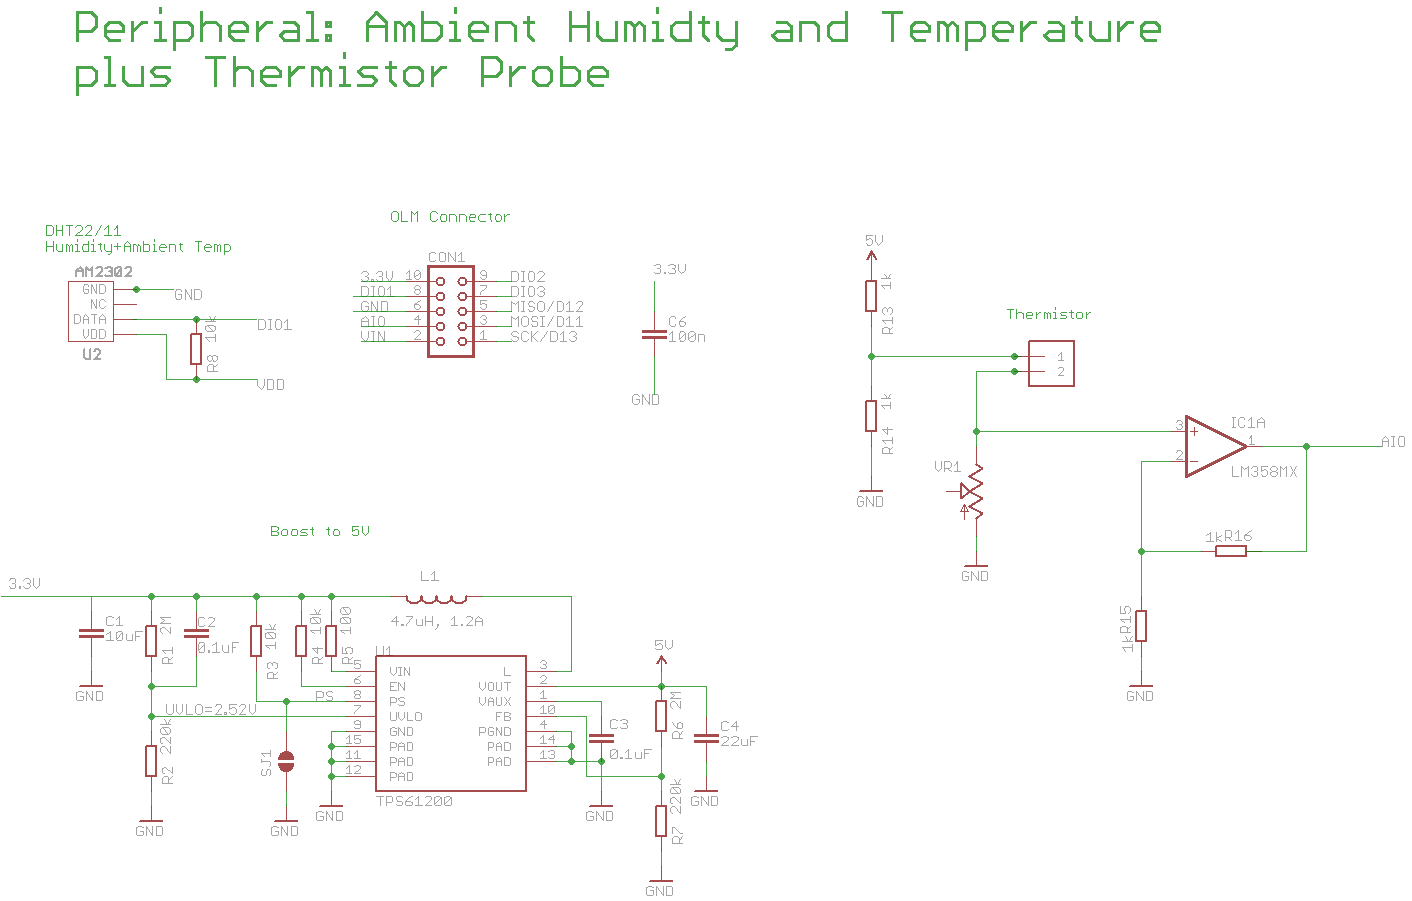 Peripheral: Ambient Humidty and Temperature
plus Thermistor Probe
DHT22/11
Humidity+Ambient Temp
AM2302
GND
NC
DATA
VDD
U2
GND
DIO1
10k
R8
VDD
OLM Connector
CON1
3.3V 10 9 DIO2
DIO1 8 7 DIO3
GND 6 5 MISO/D12
AIO 4 3 MOSI/D11
VIN 2 1 SCK/D13
3.3V
C6
100n
GND
5V
1k
R13
1k
R14
GND
Thermistor
1
2
VR1
GND
3
2
1
IC1A
LM358MX
AIO
1k
R16
1k
R15
GND
Boost to 5V
3.3V
C1
10uF
GND
2M
R1
C2
0.1uF
UVLO=2.52V
220k
R2
GND
10k
R3
10k
R4
100
R5
PS
SJ1
GND
L1
4.7uH, 1.2A
U1
5 VIN L 3
6 EN VOUT 2
8 PS VAUX 1
7 UVLO FB 10
9 GND PGND 4
15 PAD PAD 14
11 PAD PAD 13
12 PAD
TPS61200
GND
C3
0.1uF
GND
5V
2M
R6
C4
22uF
GND
220k
R7
GND